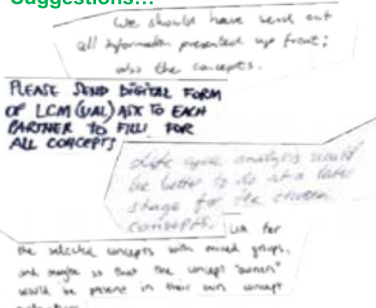 Suggestions...
We should have send out
all information presented up front;
also the concepts.
PLEASE SEND DIGITAL FORM
OF LCM (UAL) ASK TO EACH
PARTNER TO FILL FOR
ALL CONCEPTS
Life cycle analysis would
be better to do at a later
stage for the chosen
concepts.
for
the selected concepts with mixed groups,
and maybe so that the concept "owners"
would be present in their own concept